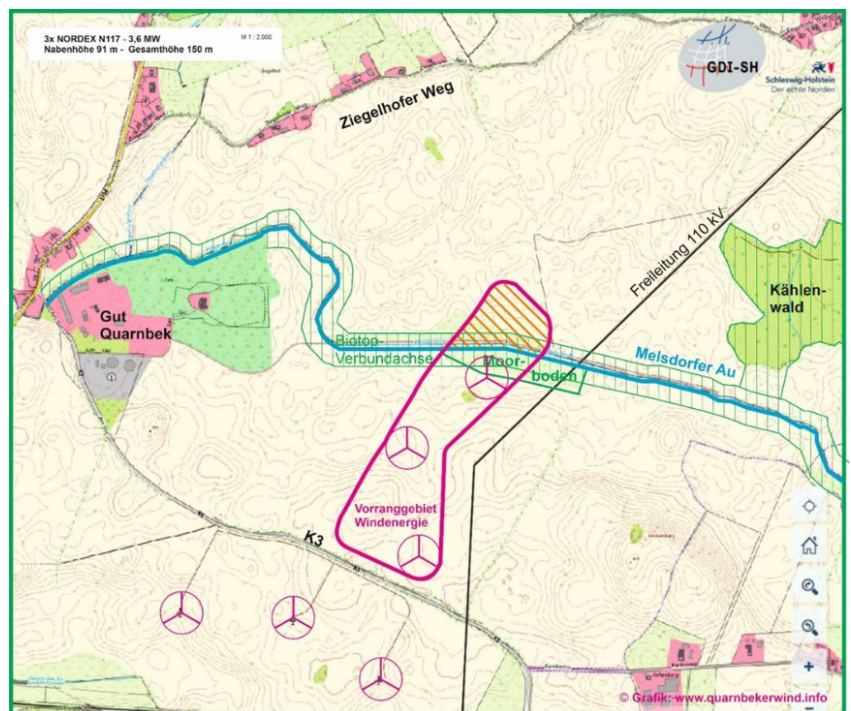 3x NORDEX N117 - 3,6 MW
Nabenhöhe 91 m - Gesamthöhe 150 m
M 1 : 2.000
GDI-SH
Schleswig-Holstein
Der echte Norden
Ziegelhofer Weg
Freileitung 110 kV
Kählen-
wald
Gut
Quarnbek
Biotop-
Verbundachse
Moor-
boden
Melsdorfer Au
Vorranggebiet
Windenergie
K3
© Grafik: www.quarnbekerwind.info